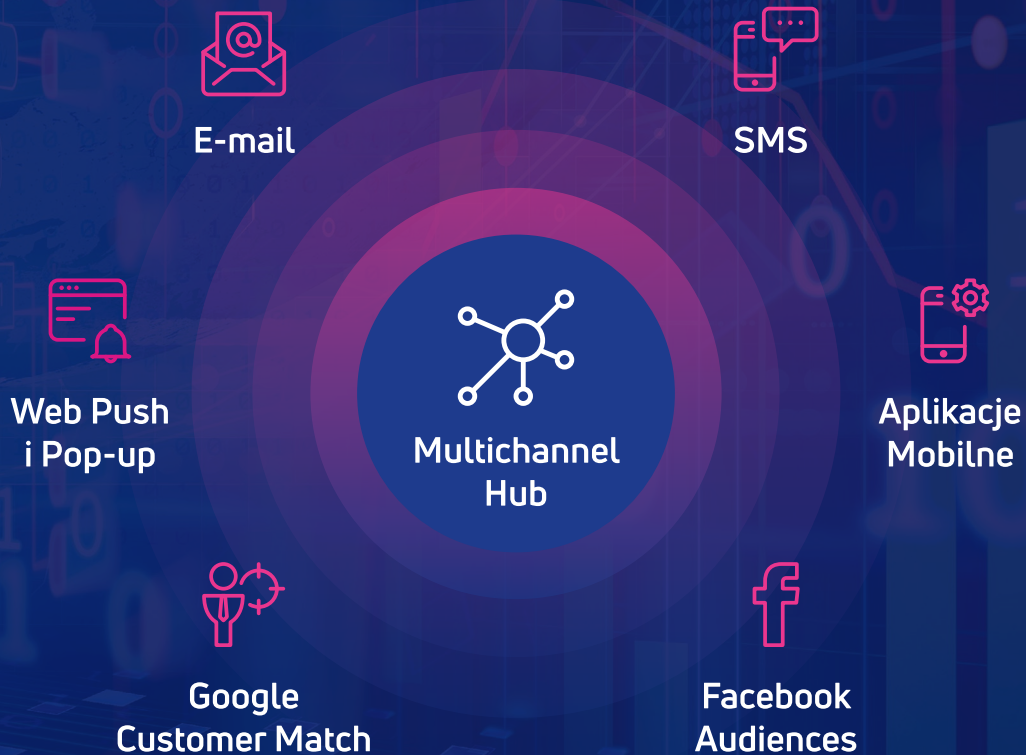 E-mail
SMS
Web Push
i Pop-up
Multichannel
Hub
Aplikacje
Mobilne
Google
Customer Match
Facebook
Audiences